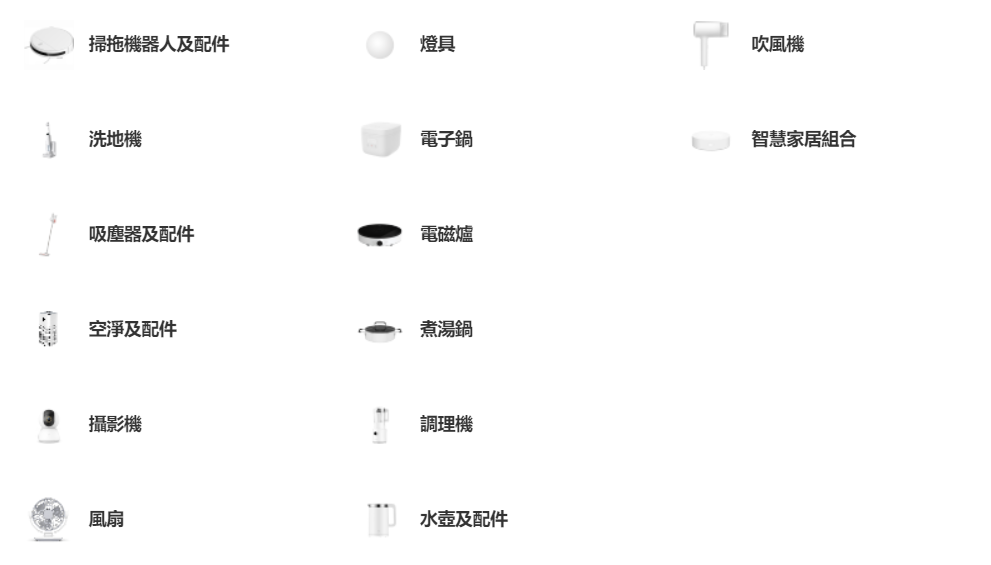 掃拖機器人及配件
洗地機
吸塵器及配件
空淨及配件
攝影機
風扇
燈具
電子鍋
電磁爐
煮湯鍋
調理機
水壺及配件
吹風機
智慧家居組合